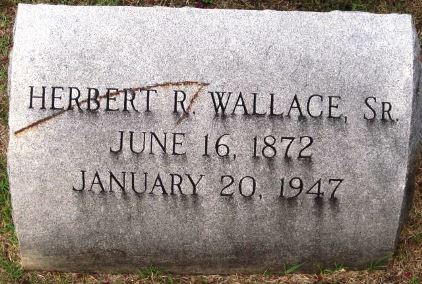 HERBERT R. WALLACE, SR.
JUNE 16, 1872
JANUARY 20, 1947